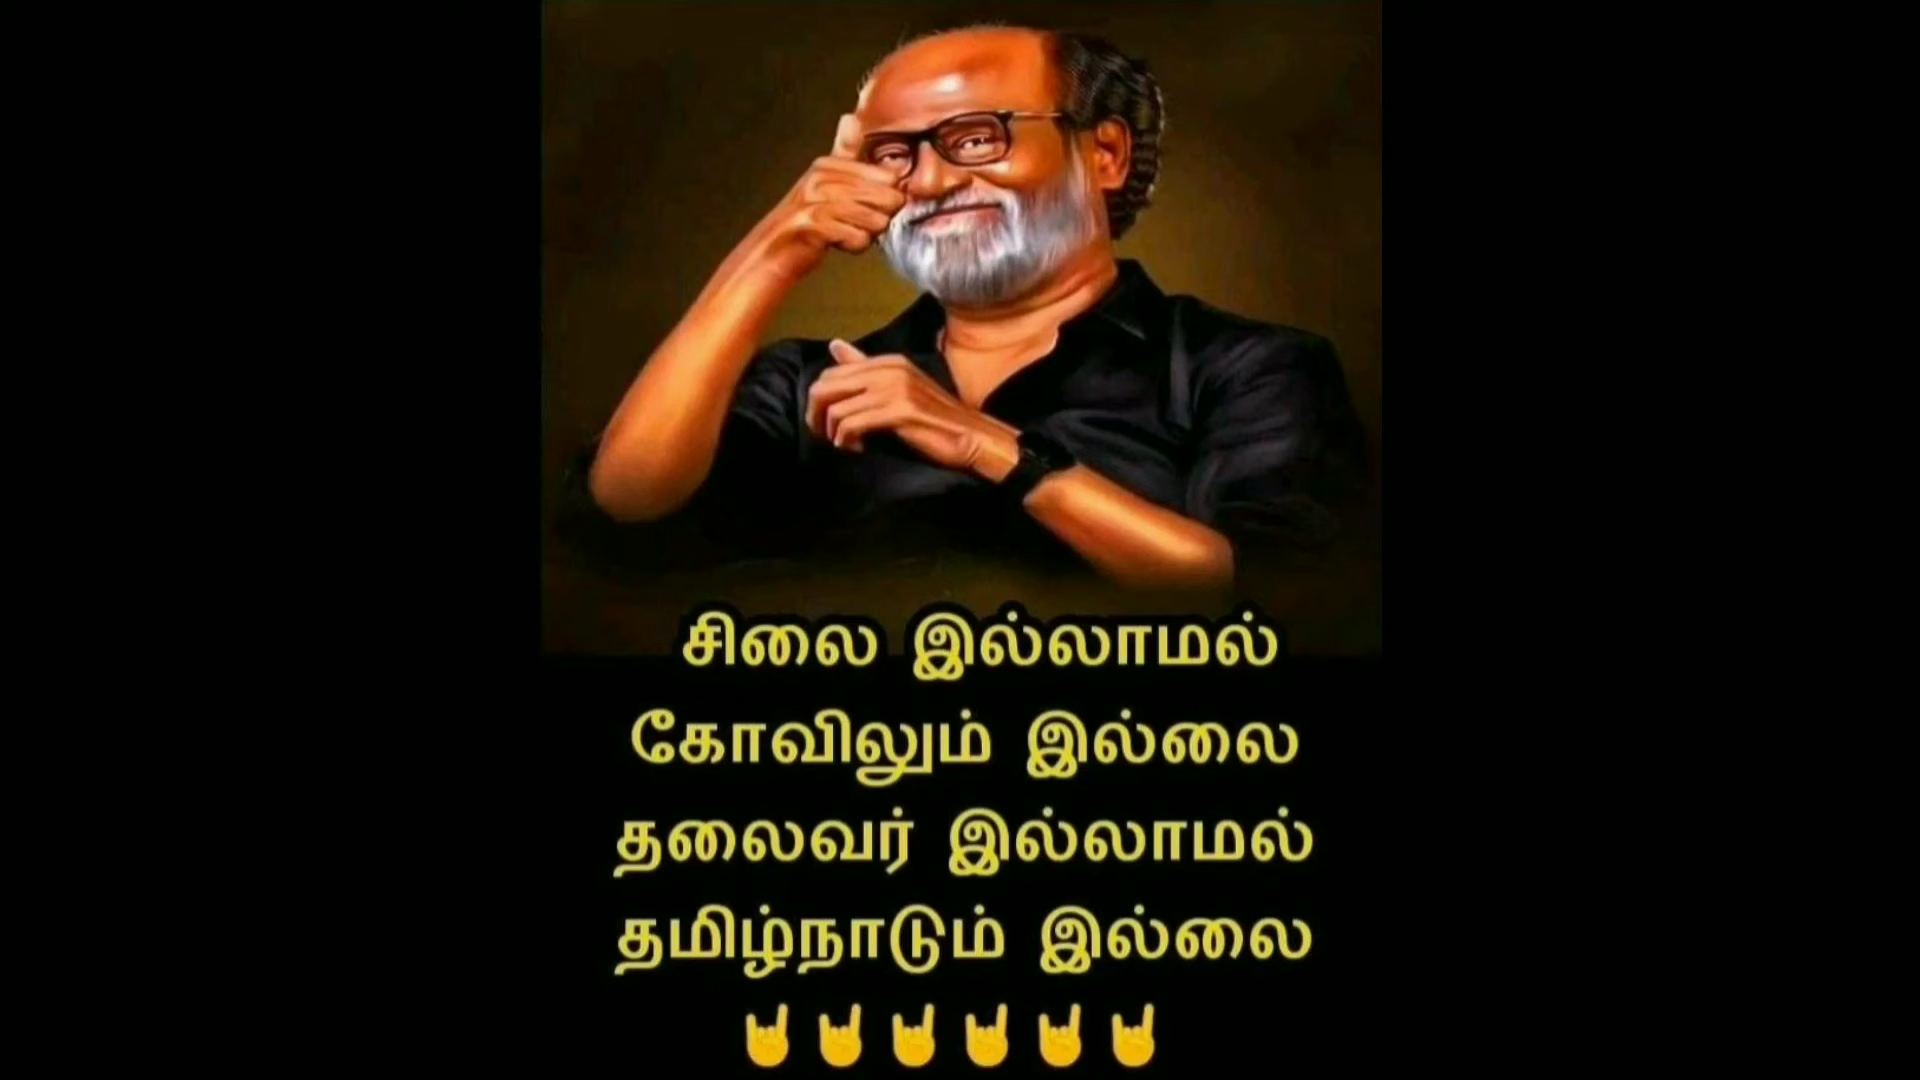 சிலை இல்லாமல்
கோவிலும் இல்லை
தலைவர் இல்லாமல்
தமிழ்நாடும் இல்லை
🤘🤘🤘🤘🤘🤘